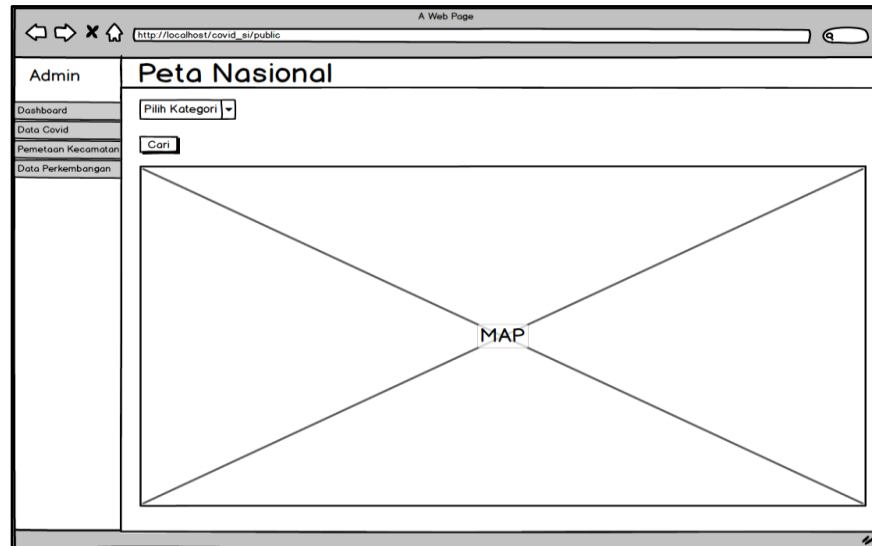 A Web Page
http://localhost/covid_si/public
Admin
Peta Nasional
Dashboard
Data Covid
Pemetaan Kecamatan
Data Perkembangan
Pilih Kategori
Cari
MAP